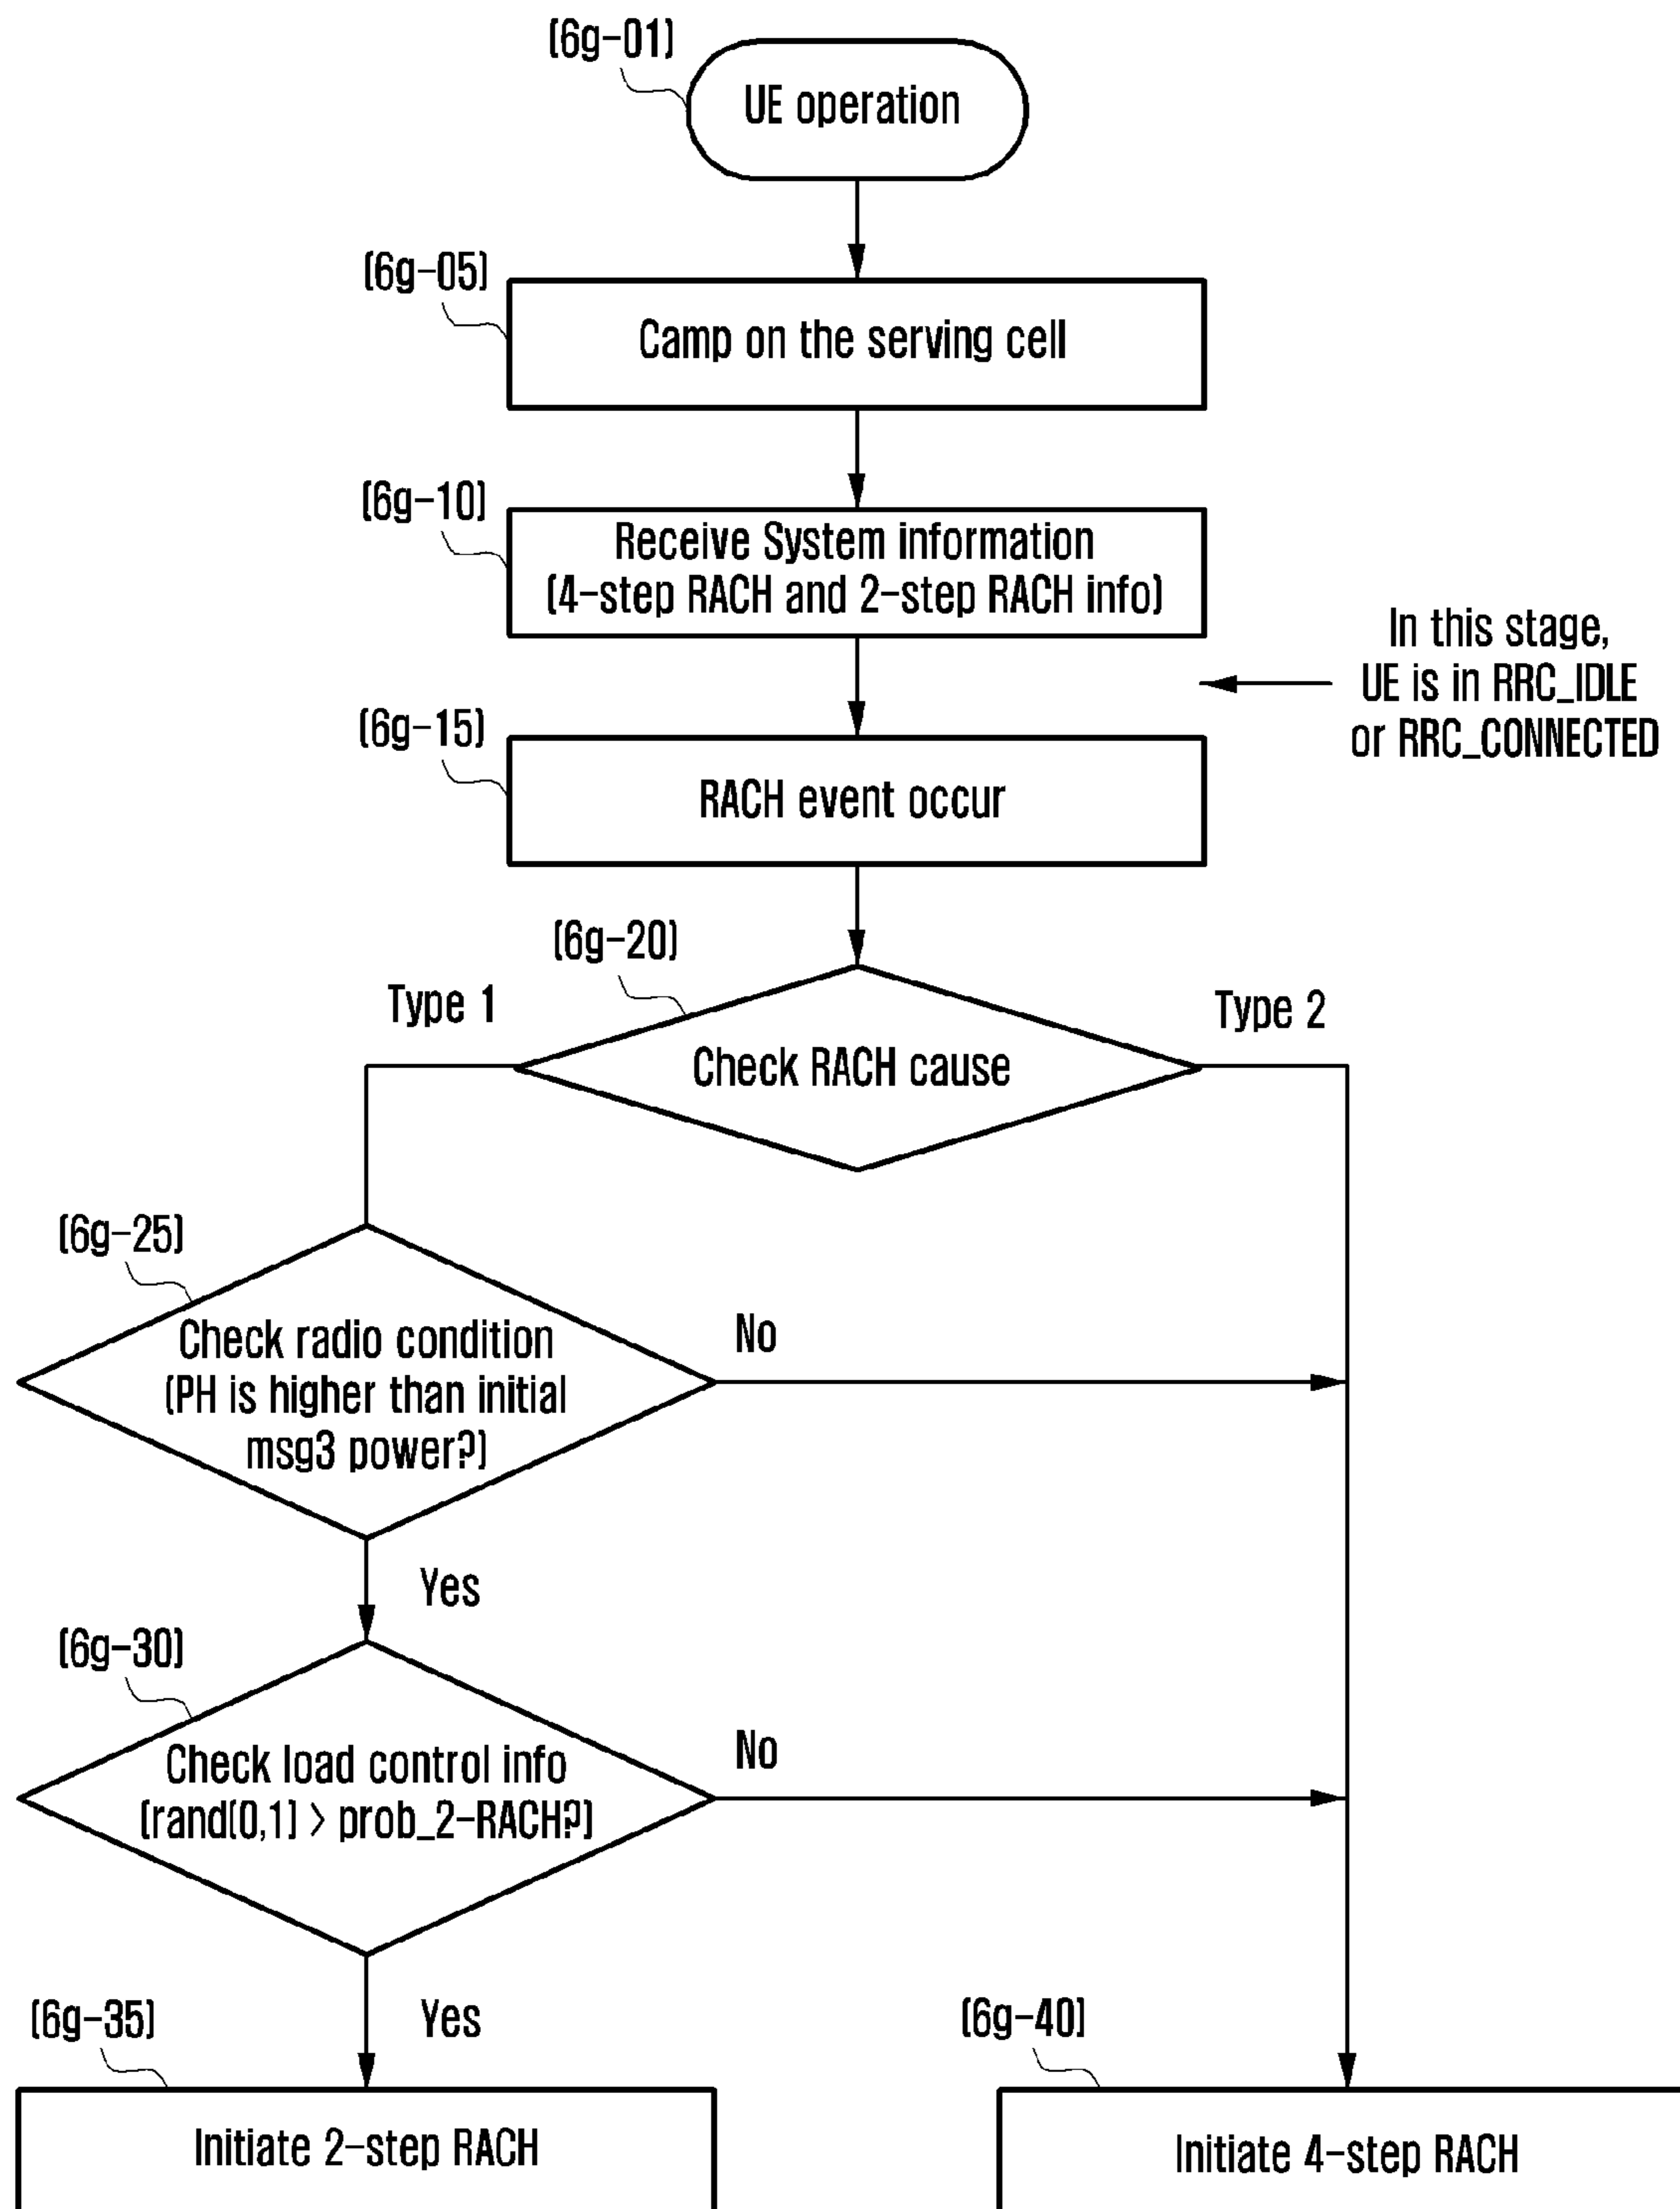 (6g-01)
UE operation
(6g-05)
Camp on the serving cell
(6g-10)
Receive System information
(4-step RACH and 2-step RACH info)
In this stage,
UE is in RRC_IDLE
or RRC_CONNECTED
(6g-15)
RACH event occur
(6g-20)
Type 1
Type 2
Check RACH cause
(6g-25)
Check radio condition
(PH is higher than initial
msg3 power?)
No
Yes
(6g-30)
Check load control info
(rand(0,1) > prob_2-RACH?)
No
Yes
(6g-35)
(6g-40)
Initiate 2-step RACH
Initiate 4-step RACH